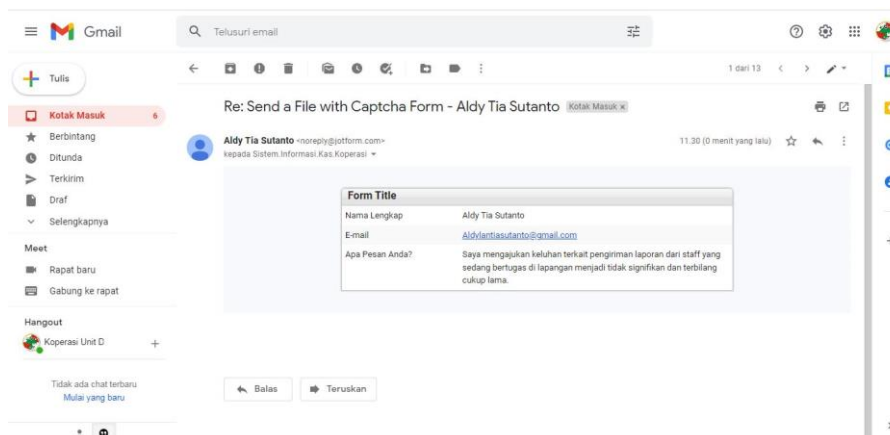 Gmail
Telusuri email
Tulis
1 dari 13
Kotak Masuk 6
Berbintang
Ditunda
Terkirim
Draf
Selengkapnya
Meet
Rapat baru
Gabung ke rapat
Hangout
Koperasi Unit D
Tidak ada chat terbaru
Mulai yang baru
Re: Send a File with Captcha Form - Aldy Tia Sutanto Kotak Masuk x
Aldy Tia Sutanto <noreply@jotform.com> 11.30 (0 menit yang lalu)
kepada Sistem.Informasi.Kas.Koperasi
Form Title
Nama Lengkap Aldy Tia Sutanto
E-mail Aldylantiasutanto@gmail.com
Apa Pesan Anda? Saya mengajukan keluhan terkait pengiriman laporan dari staff yang
sedang bertugas di lapangan menjadi tidak signifikan dan terbilang
cukup lama.
Balas Teruskan